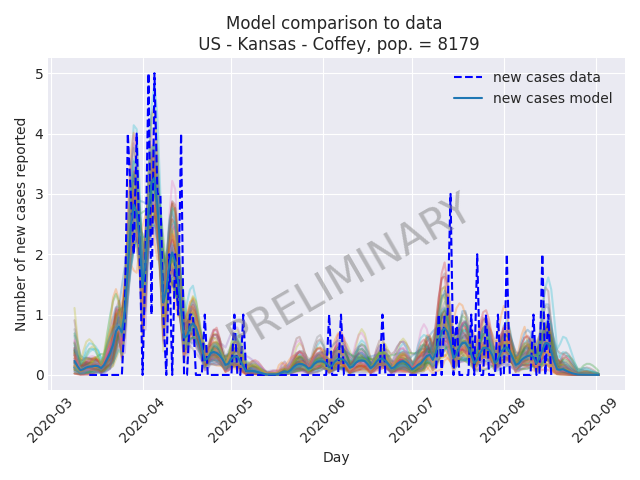 Model comparison to data
US - Kansas - Coffey, pop. = 8179
new cases data
new cases model
PRELIMINARY
Number of new cases reported
5
4
3
2
1
0
2020-03
2020-04
2020-05
2020-06
2020-07
2020-08
2020-09
Day